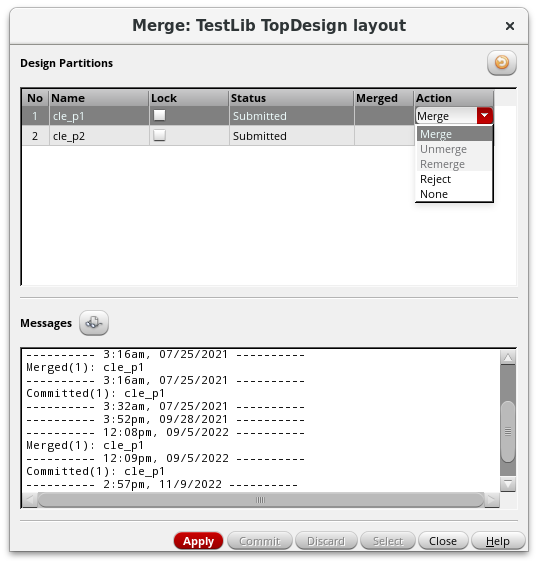 Merge: TestLib TopDesign layout
Design Partitions
No Name Lock Status Merged Action
1 cle_p1 Submitted Merge
2 cle_p2 Submitted
Merge
Unmerge
Remerge
Reject
None
Messages
---------- 3:16am, 07/25/2021 ----------
Merged(1): cle_p1
---------- 3:16am, 07/25/2021 ----------
Committed(1): cle_p1
---------- 3:32am, 07/25/2021 ----------
---------- 3:52pm, 09/28/2021 ----------
---------- 12:08pm, 09/5/2022 ----------
Merged(1): cle_p1
---------- 12:09pm, 09/5/2022 ----------
Committed(1): cle_p1
---------- 2:57pm, 11/9/2022 ----------
Apply Commit Discard Select Close Help